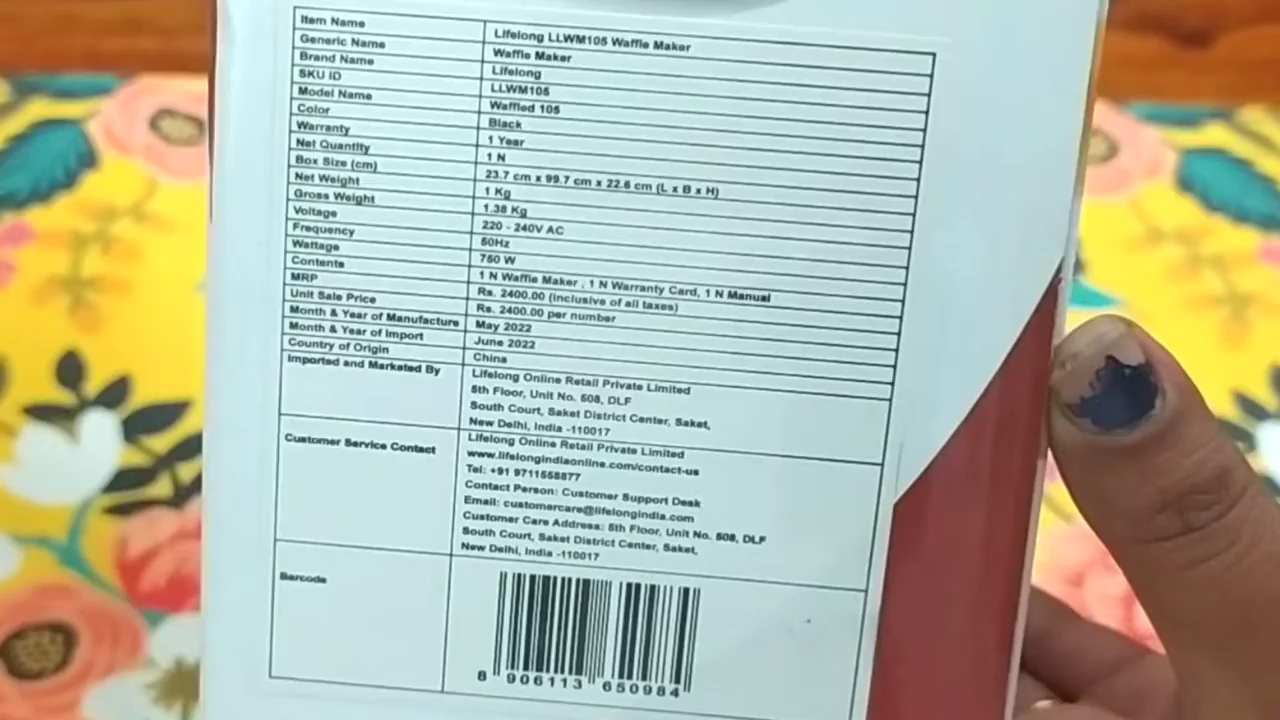 Item Name Lifelong LLWM105 Waffle Maker
Generic Name Waffle Maker
Brand Name Lifelong
SKU ID LLWM105
Model Name Waffled 105
Color Black
Warranty 1 Year
Net Quantity 1 N
Box Size (cm) 23.7 cm x 99.7 cm x 22.6 cm (L x B x H)
Net Weight 1 Kg
Gross Weight 1.38 Kg
Voltage 220 - 240V AC
Frequency 50Hz
Wattage 750 W
Contents 1 N Waffle Maker , 1 N Warranty Card, 1 N Manual
MRP Rs. 2400.00 (inclusive of all taxes)
Unit Sale Price Rs. 2400.00 per number
Month & Year of Manufacture May 2022
Month & Year of Import June 2022
Country of Origin China
Imported and Marketed By Lifelong Online Retail Private Limited
5th Floor, Unit No. 508, DLF
South Court, Saket District Center, Saket,
New Delhi, India -110017
Customer Service Contact Lifelong Online Retail Private Limited
www.lifelongindiaonline.com/contact-us
Tel: +91 9711558877
Contact Person: Customer Support Desk
Email: customercare@lifelongindia.com
Customer Care Address: 5th Floor, Unit No. 508, DLF
South Court, Saket District Center, Saket,
New Delhi, India -110017
Barcode
8 906113 650984